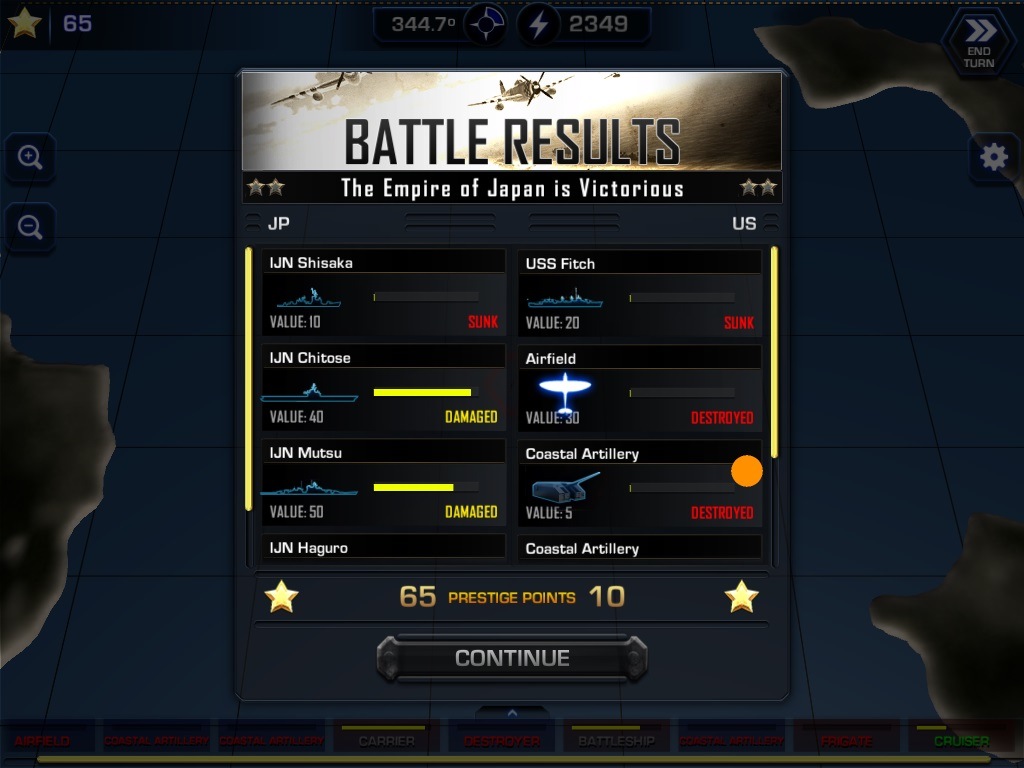 65
344.7°
2349
END
TURN
BATTLE RESULTS
The Empire of Japan is Victorious
JP
US
IJN Shisaka
VALUE: 10
SUNK
USS Fitch
VALUE: 20
SUNK
IJN Chitose
VALUE: 40
DAMAGED
Airfield
VALUE: 30
DESTROYED
IJN Mutsu
VALUE: 50
DAMAGED
Coastal Artillery
VALUE: 5
DESTROYED
IJN Haguro
Coastal Artillery
65 PRESTIGE POINTS 10
CONTINUE
AIRFIELD
COASTAL ARTILLERY
COASTAL ARTILLERY
CARRIER
DESTROYER
BATTLESHIP
COASTAL ARTILLERY
FRIGATE
CRUISER